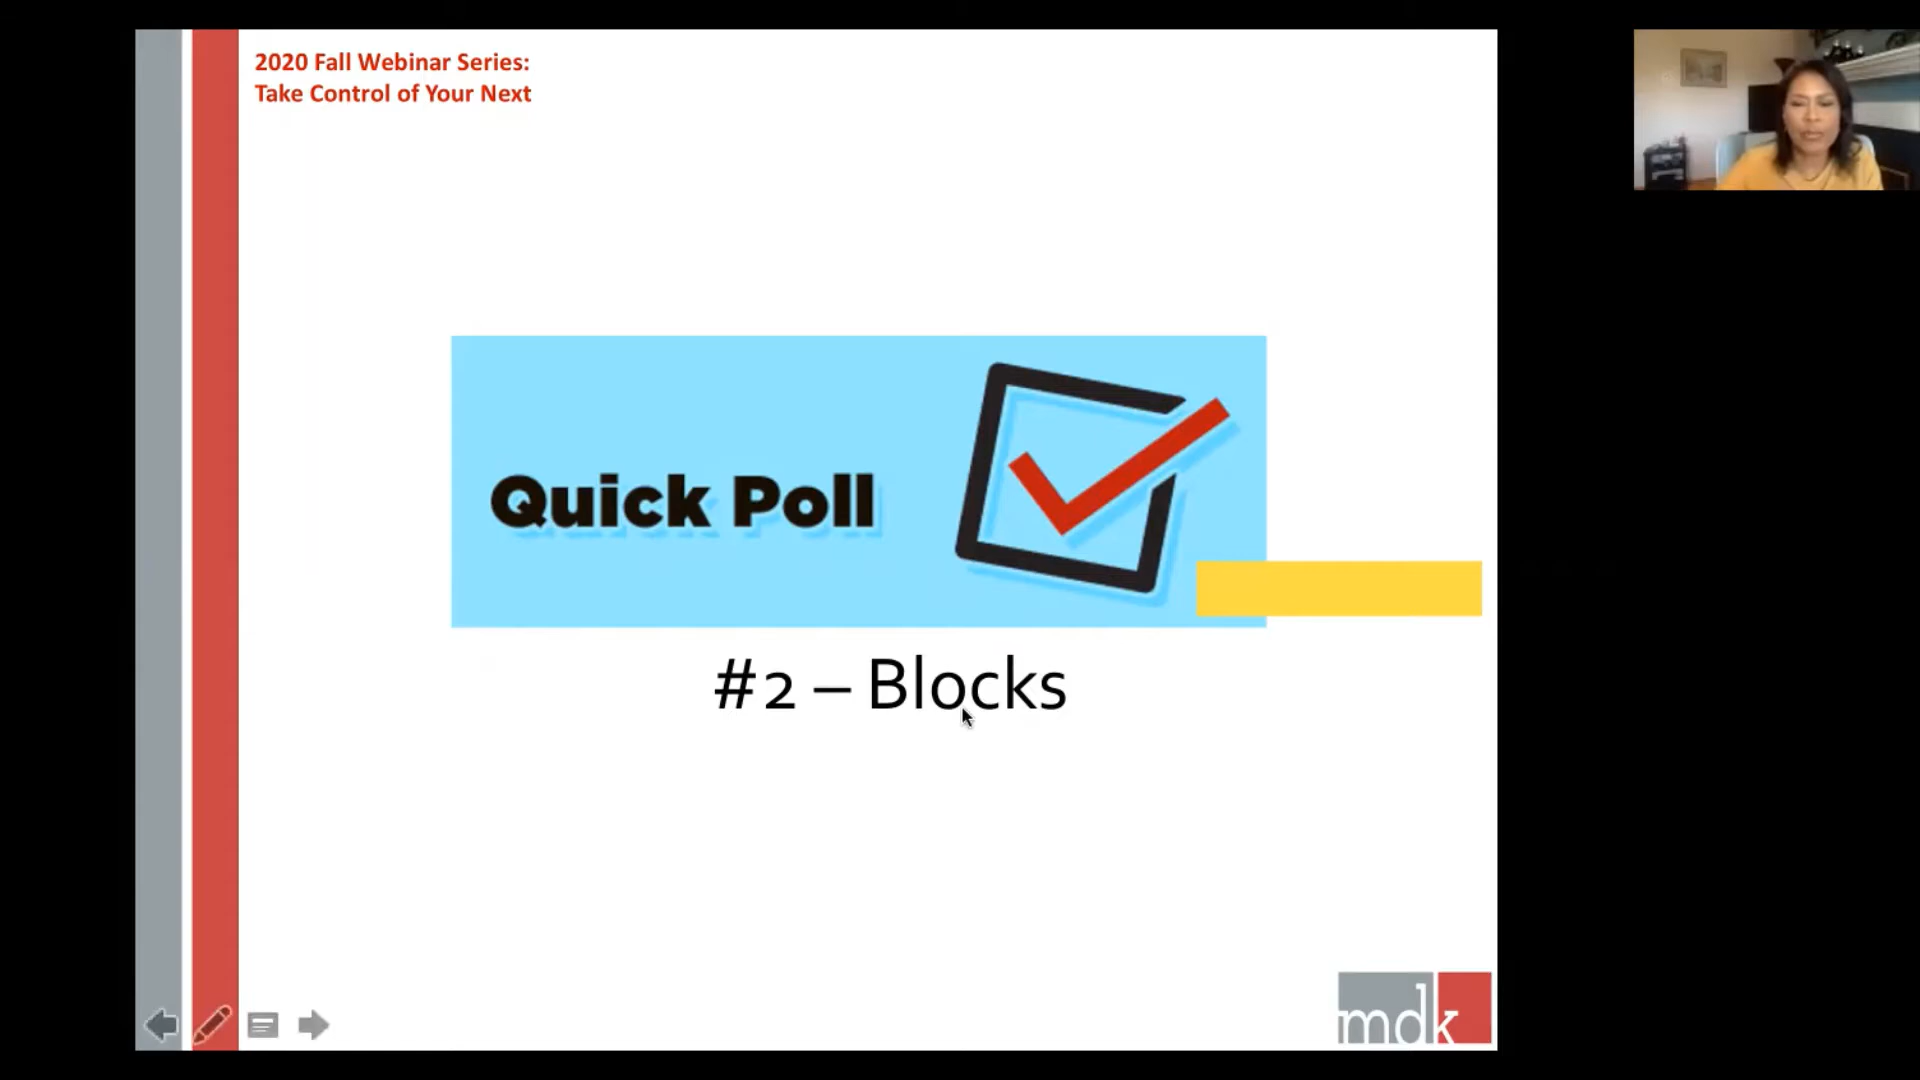 2020 Fall Webinar Series:
Take Control of Your Next
Quick Poll
#2 – Blocks
mdk